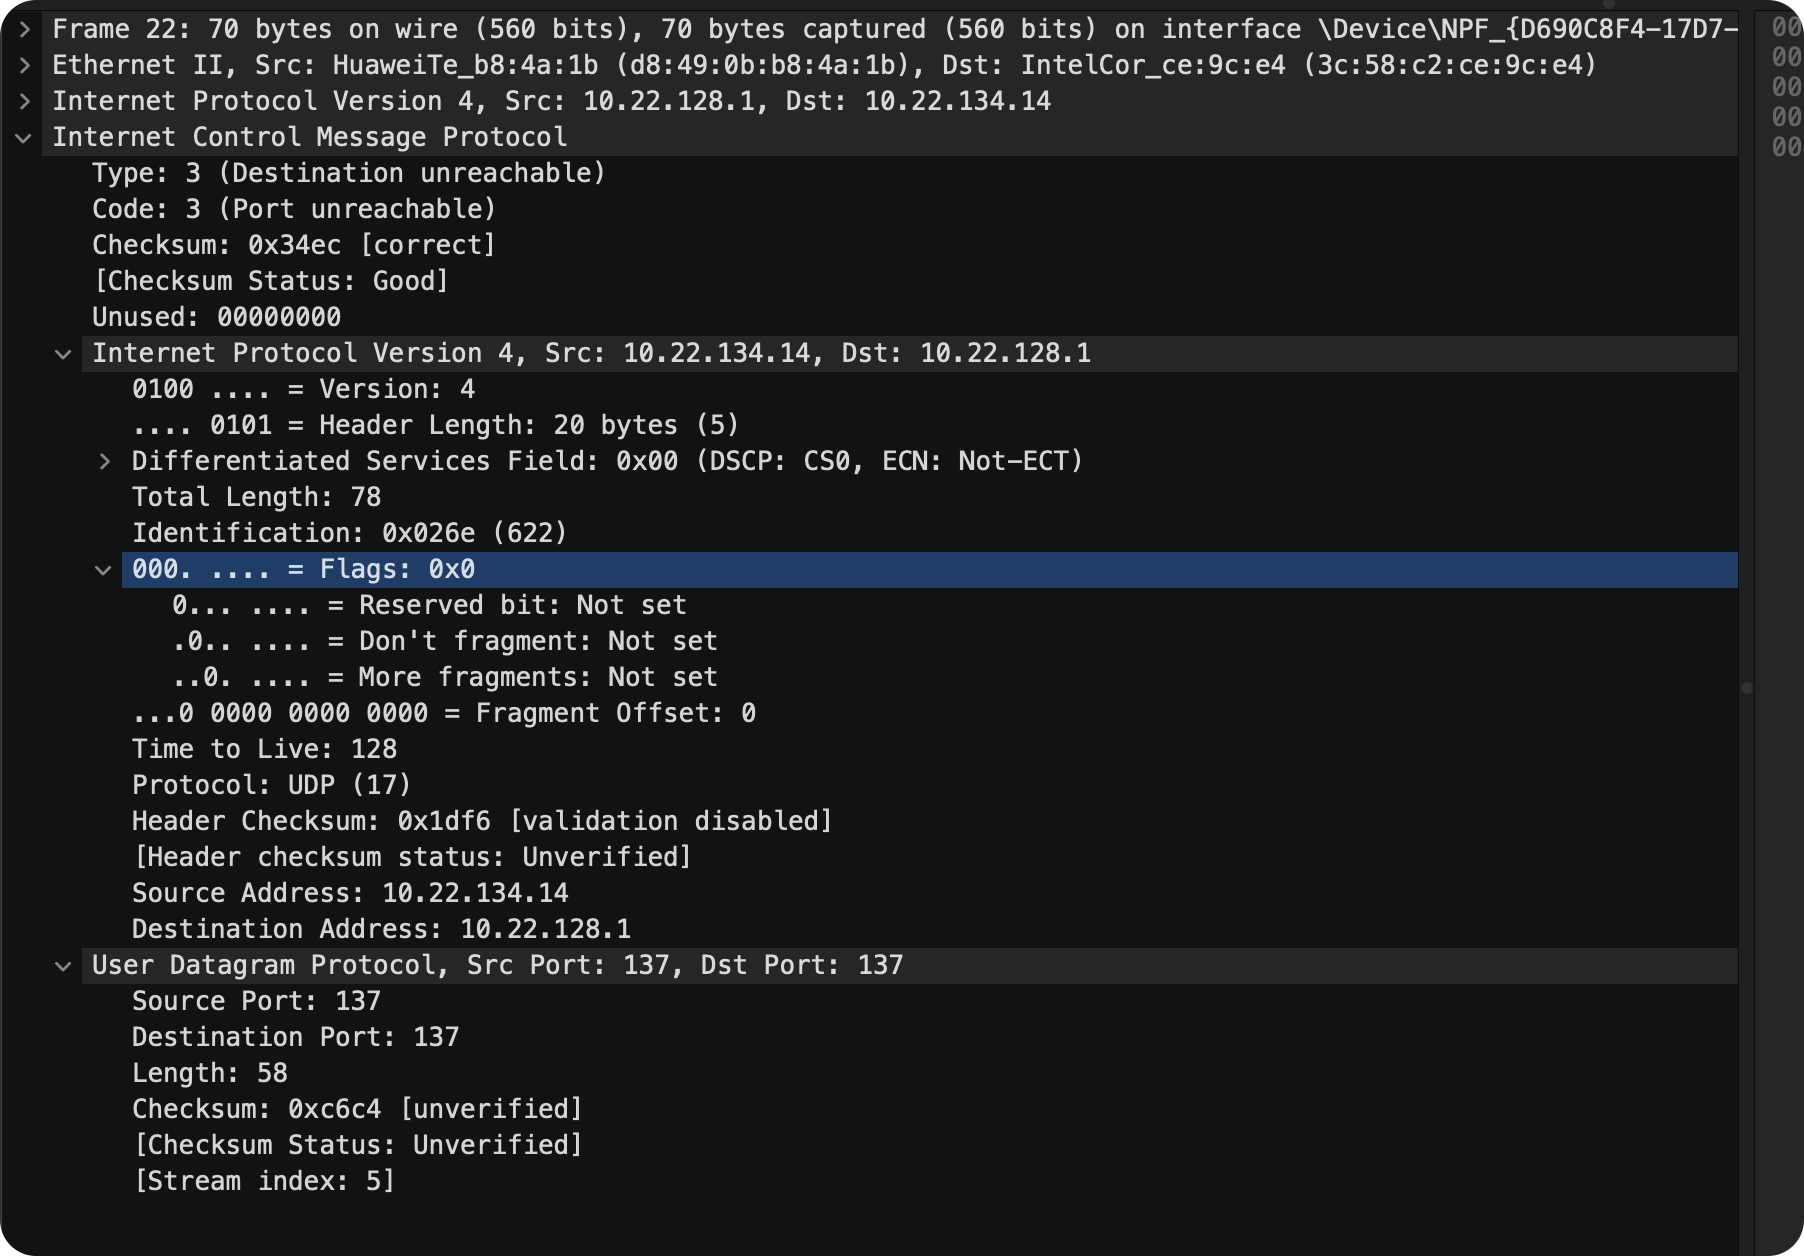 Frame 22: 70 bytes on wire (560 bits), 70 bytes captured (560 bits) on interface \Device\NPF_{D690C8F4-17D7-
Ethernet II, Src: HuaweiTe_b8:4a:1b (d8:49:0b:b8:4a:1b), Dst: IntelCor_ce:9c:e4 (3c:58:c2:ce:9c:e4)
Internet Protocol Version 4, Src: 10.22.128.1, Dst: 10.22.134.14
Internet Control Message Protocol
Type: 3 (Destination unreachable)
Code: 3 (Port unreachable)
Checksum: 0x34ec [correct]
[Checksum Status: Good]
Unused: 00000000
Internet Protocol Version 4, Src: 10.22.134.14, Dst: 10.22.128.1
0100 .... = Version: 4
.... 0101 = Header Length: 20 bytes (5)
Differentiated Services Field: 0x00 (DSCP: CS0, ECN: Not-ECT)
Total Length: 78
Identification: 0x026e (622)
000. .... = Flags: 0x0
0... .... = Reserved bit: Not set
.0.. .... = Don't fragment: Not set
..0. .... = More fragments: Not set
...0 0000 0000 0000 = Fragment Offset: 0
Time to Live: 128
Protocol: UDP (17)
Header Checksum: 0x1df6 [validation disabled]
[Header checksum status: Unverified]
Source Address: 10.22.134.14
Destination Address: 10.22.128.1
User Datagram Protocol, Src Port: 137, Dst Port: 137
Source Port: 137
Destination Port: 137
Length: 58
Checksum: 0xc6c4 [unverified]
[Checksum Status: Unverified]
[Stream index: 5]
00
00
00
00
00